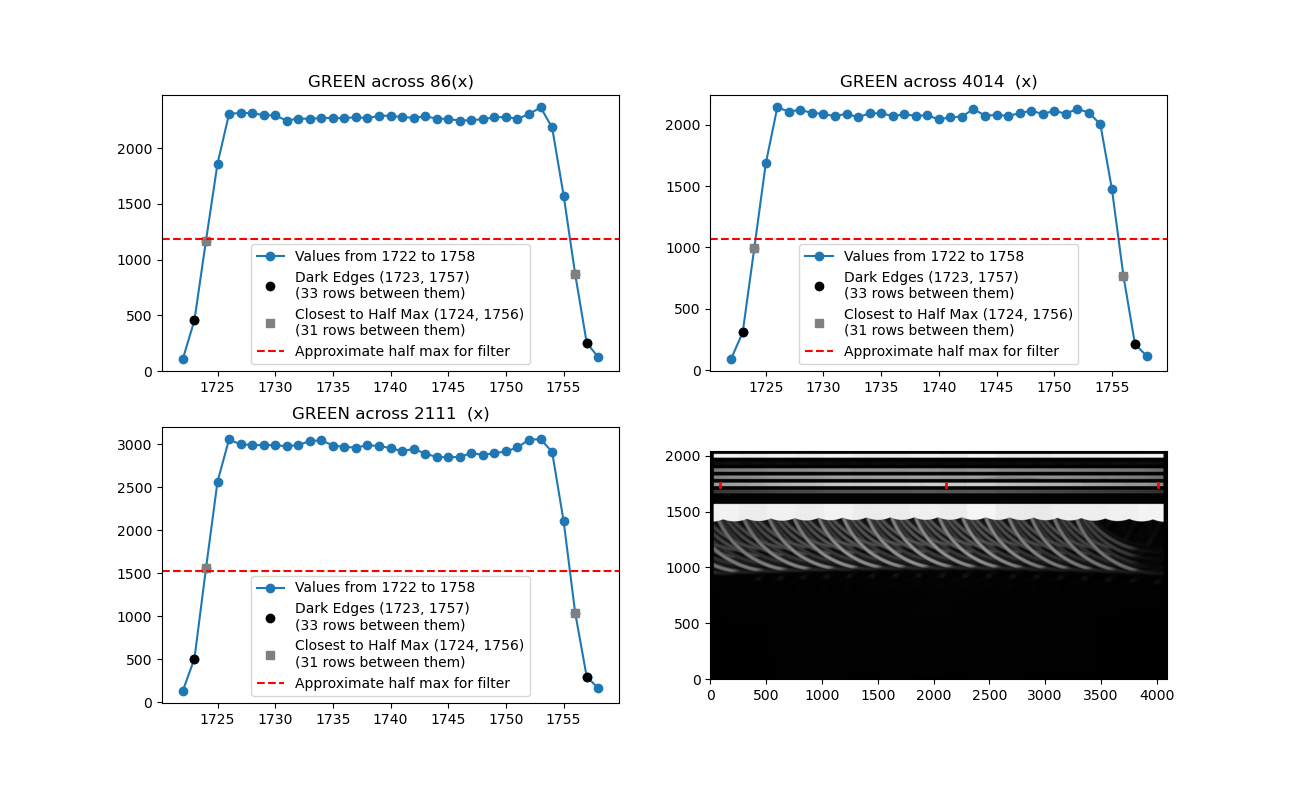 GREEN across 86(x)
2000
1500
1000
500
0
Values from 1722 to 1758
Dark Edges (1723, 1757)
(33 rows between them)
Closest to Half Max (1724, 1756)
(31 rows between them)
Approximate half max for filter
1725 1730 1735 1740 1745 1750 1755
GREEN across 4014 (x)
2000
1500
1000
500
0
Values from 1722 to 1758
Dark Edges (1723, 1757)
(33 rows between them)
Closest to Half Max (1724, 1756)
(31 rows between them)
Approximate half max for filter
1725 1730 1735 1740 1745 1750 1755
GREEN across 2111 (x)
3000
2500
2000
1500
1000
500
0
Values from 1722 to 1758
Dark Edges (1723, 1757)
(33 rows between them)
Closest to Half Max (1724, 1756)
(31 rows between them)
Approximate half max for filter
1725 1730 1735 1740 1745 1750 1755
2000
1500
1000
500
0
0 500 1000 1500 2000 2500 3000 3500 4000